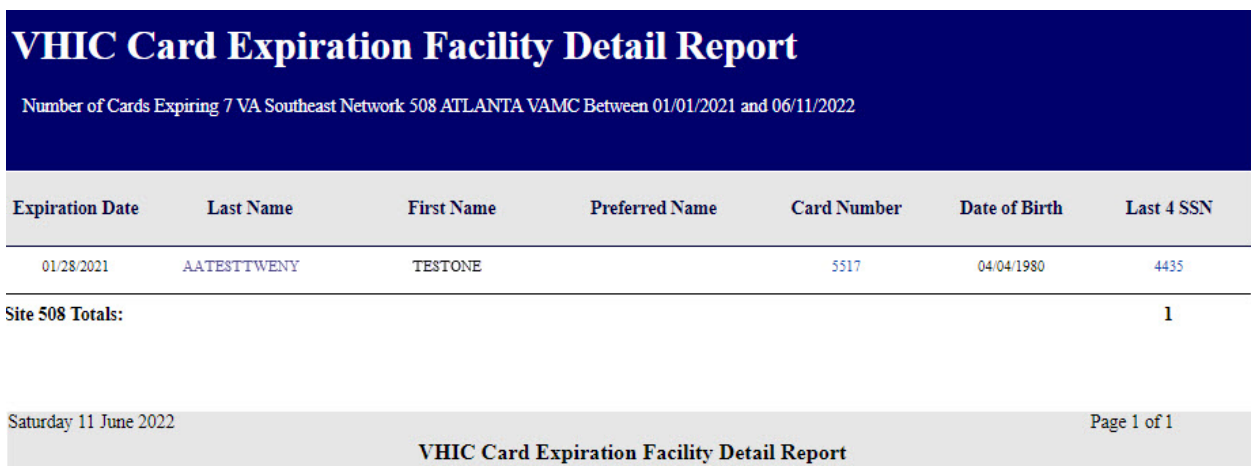 VHIC Card Expiration Facility Detail Report
Number of Cards Expiring 7 VA Southeast Network 508 ATLANTA VAMC Between 01/01/2021 and 06/11/2022
Expiration Date Last Name First Name Preferred Name Card Number Date of Birth Last 4 SSN
01/28/2021 AATESTTWENY TESTONE 5517 04/04/1980 4435
Site 508 Totals: 1
Saturday 11 June 2022 Page 1 of 1
VHIC Card Expiration Facility Detail Report